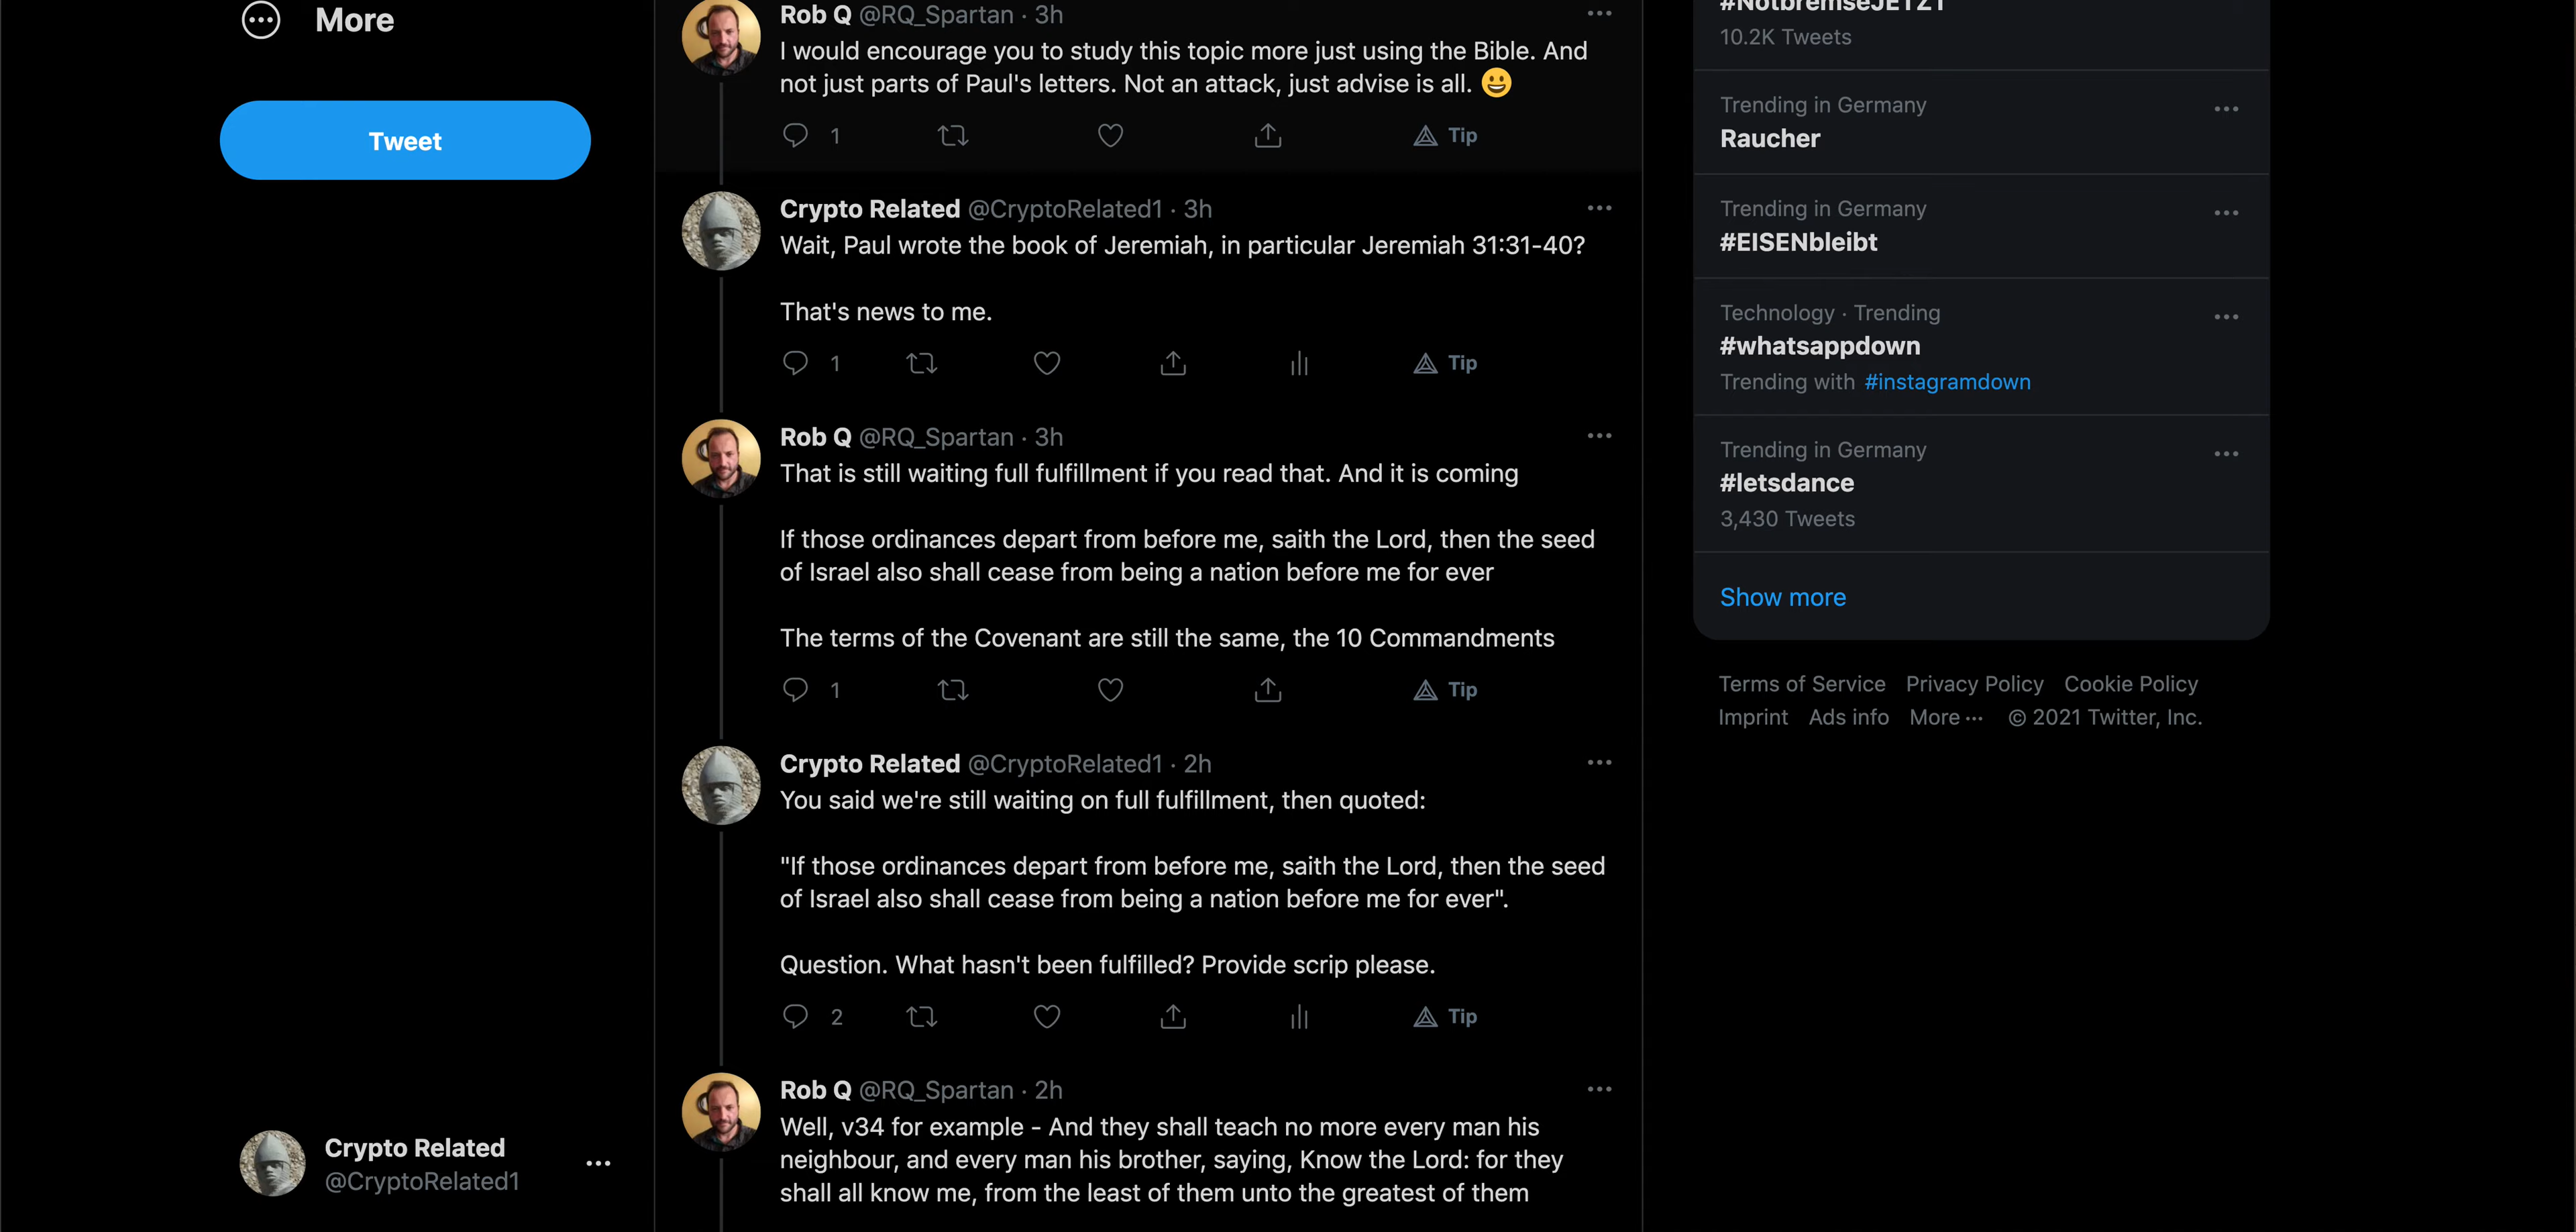 More
Tweet
Rob Q @RQ_Spartan · 3h
I would encourage you to study this topic more just using the Bible. And
not just parts of Paul's letters. Not an attack, just advise is all. 😀
1
Tip
Crypto Related @CryptoRelated1 · 3h
Wait, Paul wrote the book of Jeremiah, in particular Jeremiah 31:31-40?
That's news to me.
1
Tip
Rob Q @RQ_Spartan · 3h
That is still waiting full fulfillment if you read that. And it is coming
If those ordinances depart from before me, saith the Lord, then the seed
of Israel also shall cease from being a nation before me for ever
The terms of the Covenant are still the same, the 10 Commandments
1
Tip
Crypto Related @CryptoRelated1 · 2h
You said we're still waiting on full fulfillment, then quoted:
"If those ordinances depart from before me, saith the Lord, then the seed
of Israel also shall cease from being a nation before me for ever".
Question. What hasn't been fulfilled? Provide scrip please.
2
Tip
Rob Q @RQ_Spartan · 2h
Well, v34 for example - And they shall teach no more every man his
neighbour, and every man his brother, saying, Know the Lord: for they
shall all know me, from the least of them unto the greatest of them
Crypto Related
@CryptoRelated1
#NotbremseJETZT
10.2K Tweets
Trending in Germany
Raucher
Trending in Germany
#EISENbleibt
Technology · Trending
#whatsappdown
Trending with #instagramdown
Trending in Germany
#letsdance
3,430 Tweets
Show more
Terms of Service Privacy Policy Cookie Policy
Imprint Ads info More ··· © 2021 Twitter, Inc.